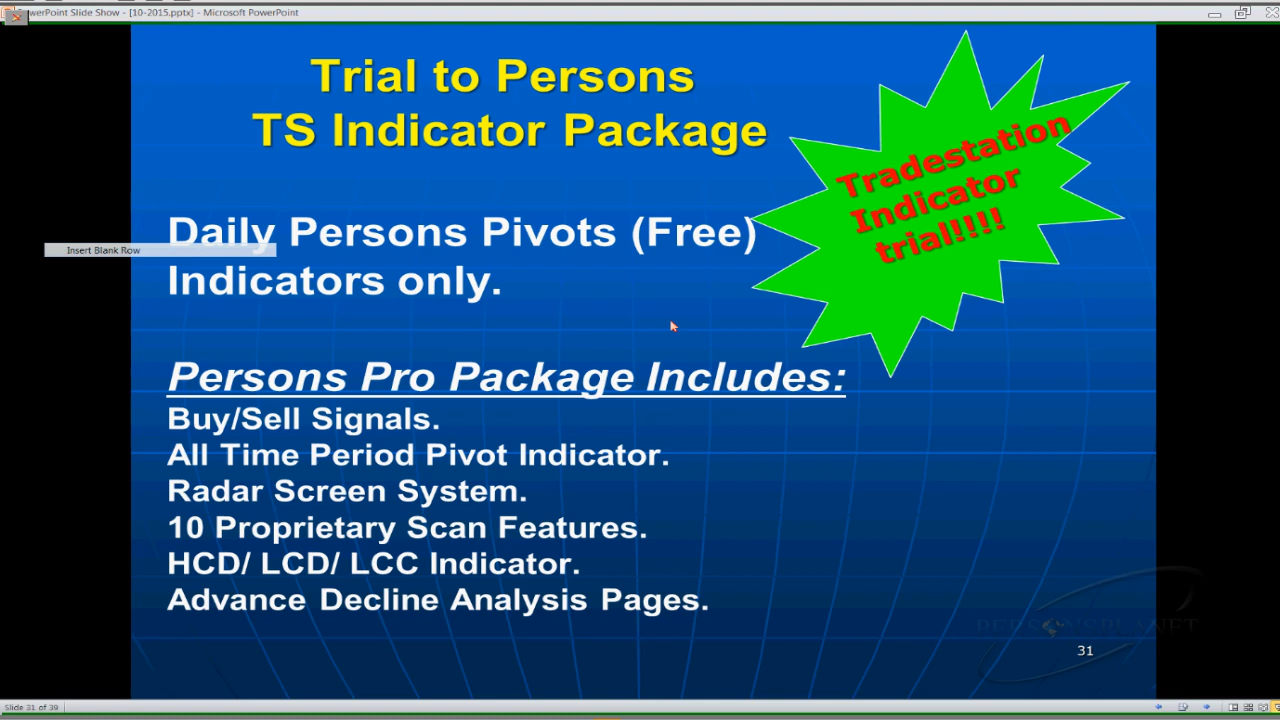 PowerPoint Slide Show - [10-2015.pptx] - Microsoft PowerPoint
Trial to Persons
TS Indicator Package
Tradestation
Indicator
trial!!!!
Daily Persons Pivots (Free)
Insert Blank Row
Indicators only.
Persons Pro Package Includes:
Buy/Sell Signals.
All Time Period Pivot Indicator.
Radar Screen System.
10 Proprietary Scan Features.
HCD/ LCD/ LCC Indicator.
Advance Decline Analysis Pages.
PERSONSPLANET
31
Slide 31 of 39